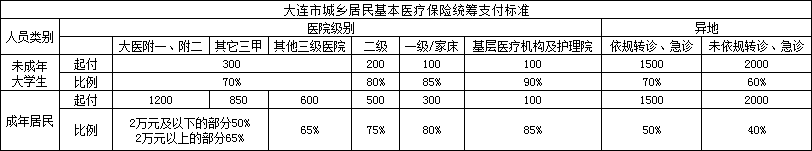 大连市城乡居民基本医疗保险统筹支付标准
人员类别 医院级别 异地
大医附一、附二 其它三甲 其他三级医院 二级 一级/家床 基层医疗机构及护理院 依规转诊、急诊 未依规转诊、急诊
未成年 大学生 起付 300 200 100 100 1500 2000
比例 70% 80% 85% 90% 70% 60%
成年居民 起付 1200 850 600 500 300 100 1500 2000
比例 2万元及以下的部分50% 65% 75% 80% 85% 50% 40%
2万元以上的部分65%